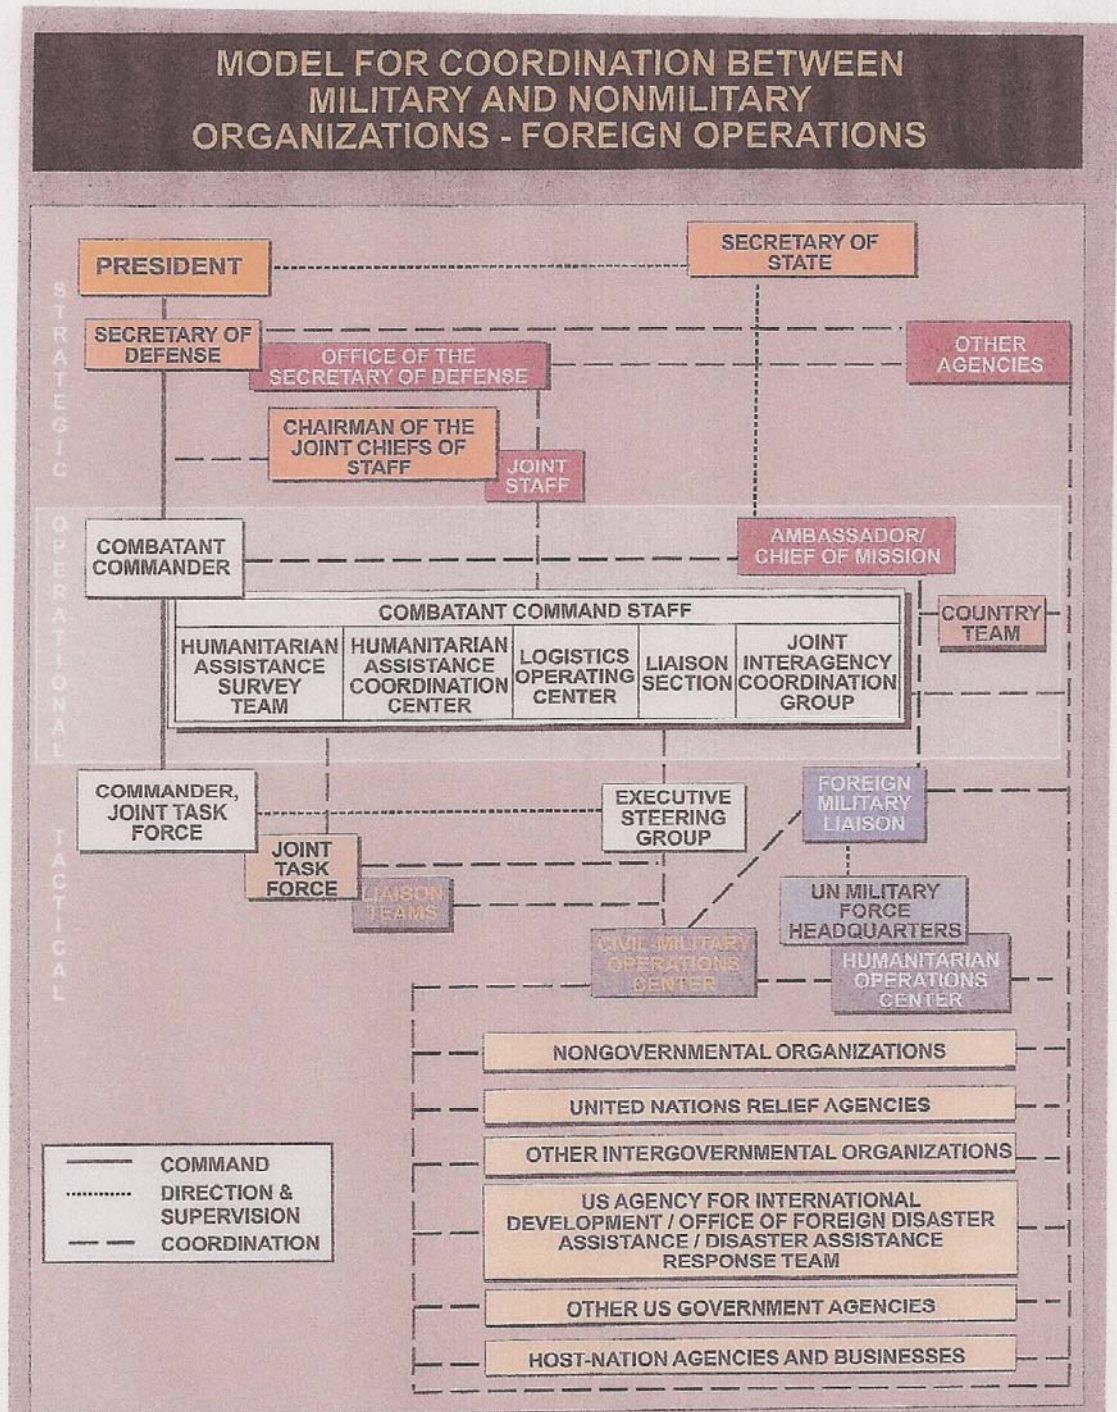 MODEL FOR COORDINATION BETWEEN
MILITARY AND NONMILITARY
ORGANIZATIONS - FOREIGN OPERATIONS
STRATEGIC
PRESIDENT
SECRETARY OF
STATE
SECRETARY OF
DEFENSE
OFFICE OF THE
SECRETARY OF DEFENSE
OTHER
AGENCIES
CHAIRMAN OF THE
JOINT CHIEFS OF
STAFF
JOINT
STAFF
OPERATIONAL
COMBATANT
COMMANDER
AMBASSADOR/
CHIEF OF MISSION
COMBATANT COMMAND STAFF
HUMANITARIAN
ASSISTANCE
SURVEY
TEAM
HUMANITARIAN
ASSISTANCE
COORDINATION
CENTER
LOGISTICS
OPERATING
CENTER
LIAISON
SECTION
JOINT
INTERAGENCY
COORDINATION
GROUP
COUNTRY
TEAM
TACTICAL
COMMANDER,
JOINT TASK
FORCE
EXECUTIVE
STEERING
GROUP
FOREIGN
MILITARY
LIAISON
JOINT
TASK
FORCE
LIAISON
TEAMS
UN MILITARY
FORCE
HEADQUARTERS
CIVIL-MILITARY
OPERATIONS
CENTER
HUMANITARIAN
OPERATIONS
CENTER
NONGOVERNMENTAL ORGANIZATIONS
UNITED NATIONS RELIEF AGENCIES
OTHER INTERGOVERNMENTAL ORGANIZATIONS
US AGENCY FOR INTERNATIONAL
DEVELOPMENT / OFFICE OF FOREIGN DISASTER
ASSISTANCE / DISASTER ASSISTANCE
RESPONSE TEAM
OTHER US GOVERNMENT AGENCIES
HOST-NATION AGENCIES AND BUSINESSES
COMMAND
DIRECTION &
SUPERVISION
COORDINATION